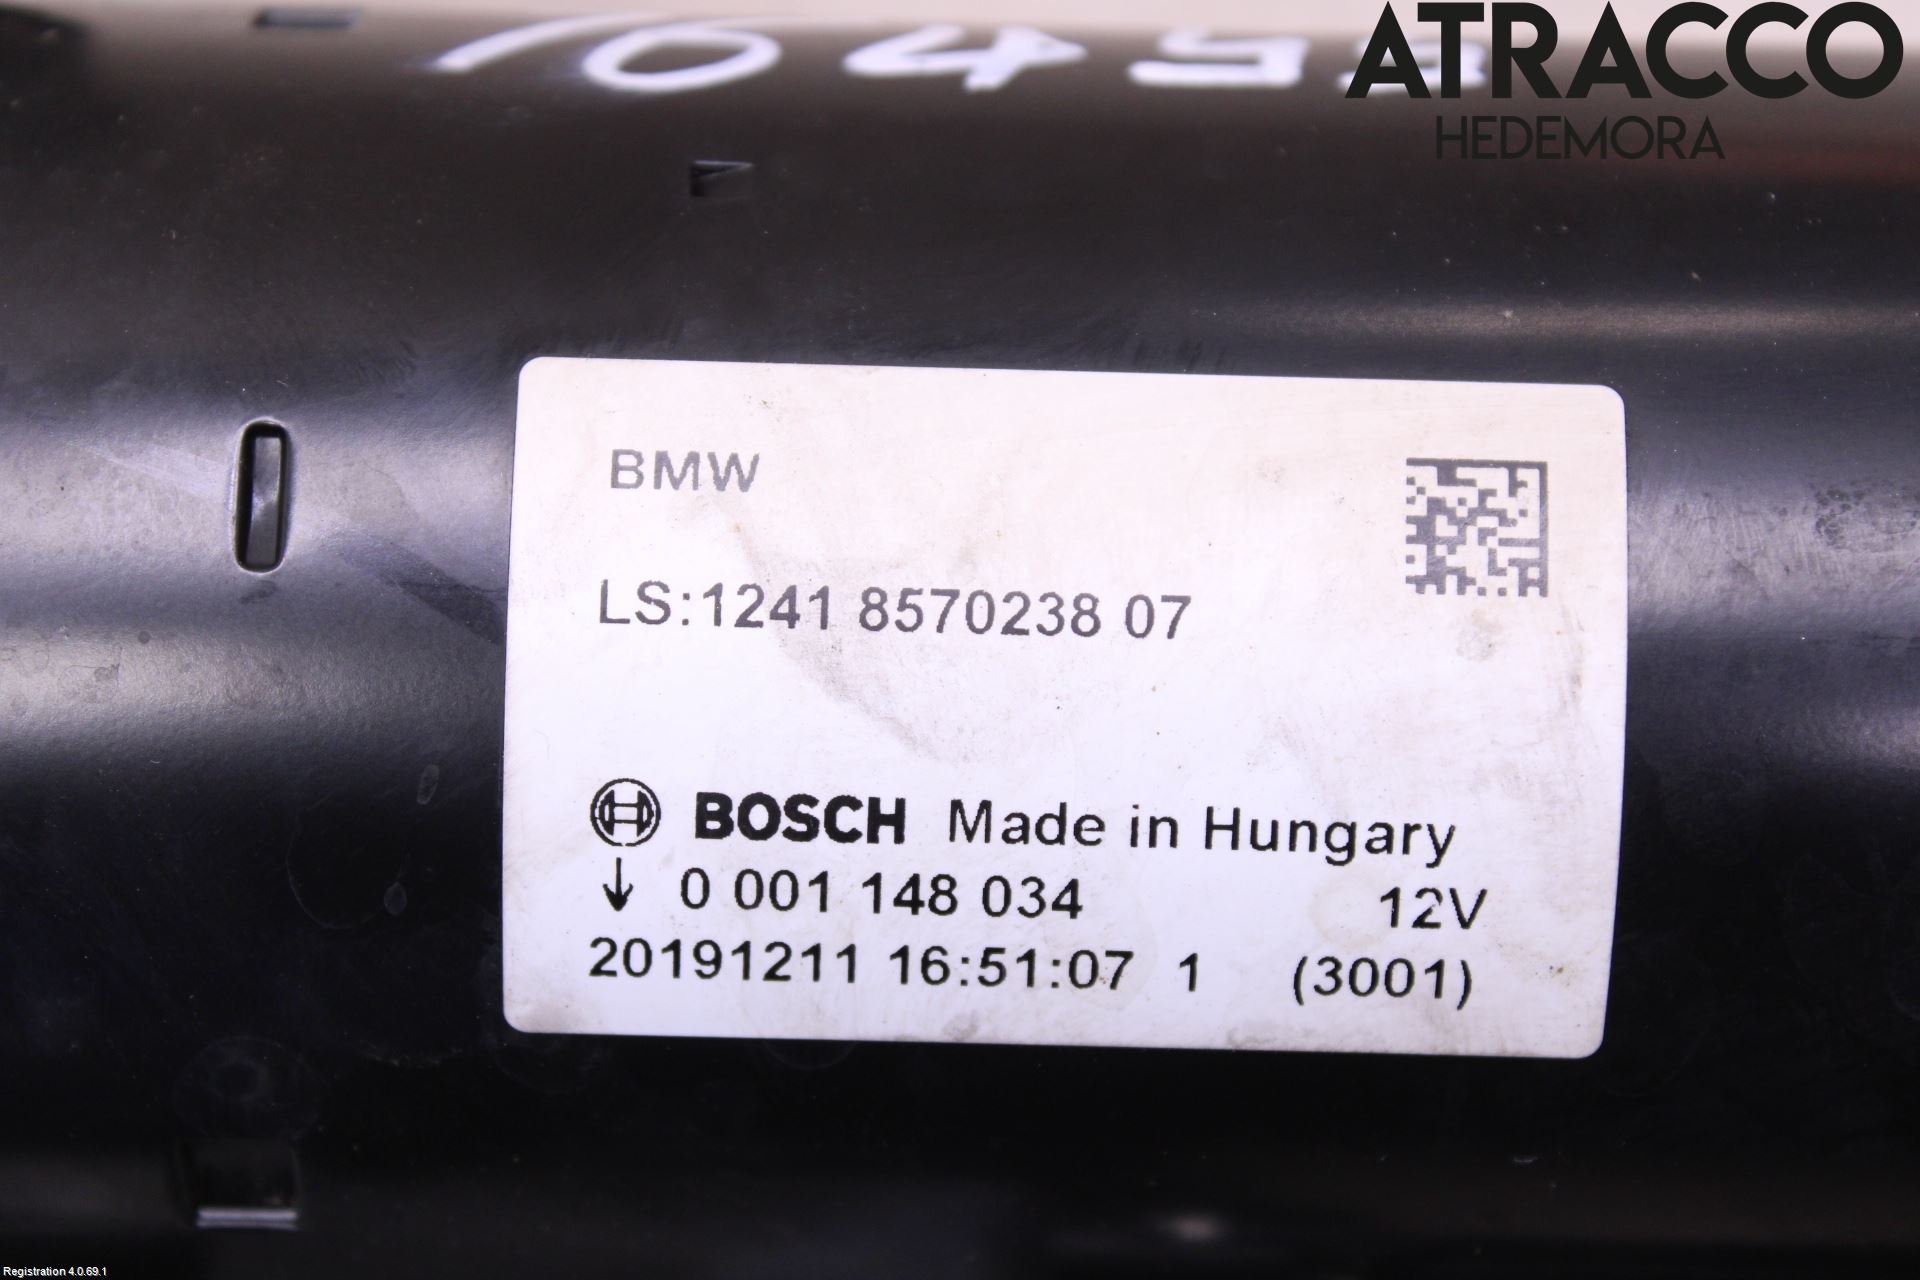 ATRACCO
HEDEMORA
BMW
LS:1241 8570238 07
BOSCH Made in Hungary
↓ 0 001 148 034 12V
20191211 16:51:07 1 (3001)
Registration 4.0.69.1